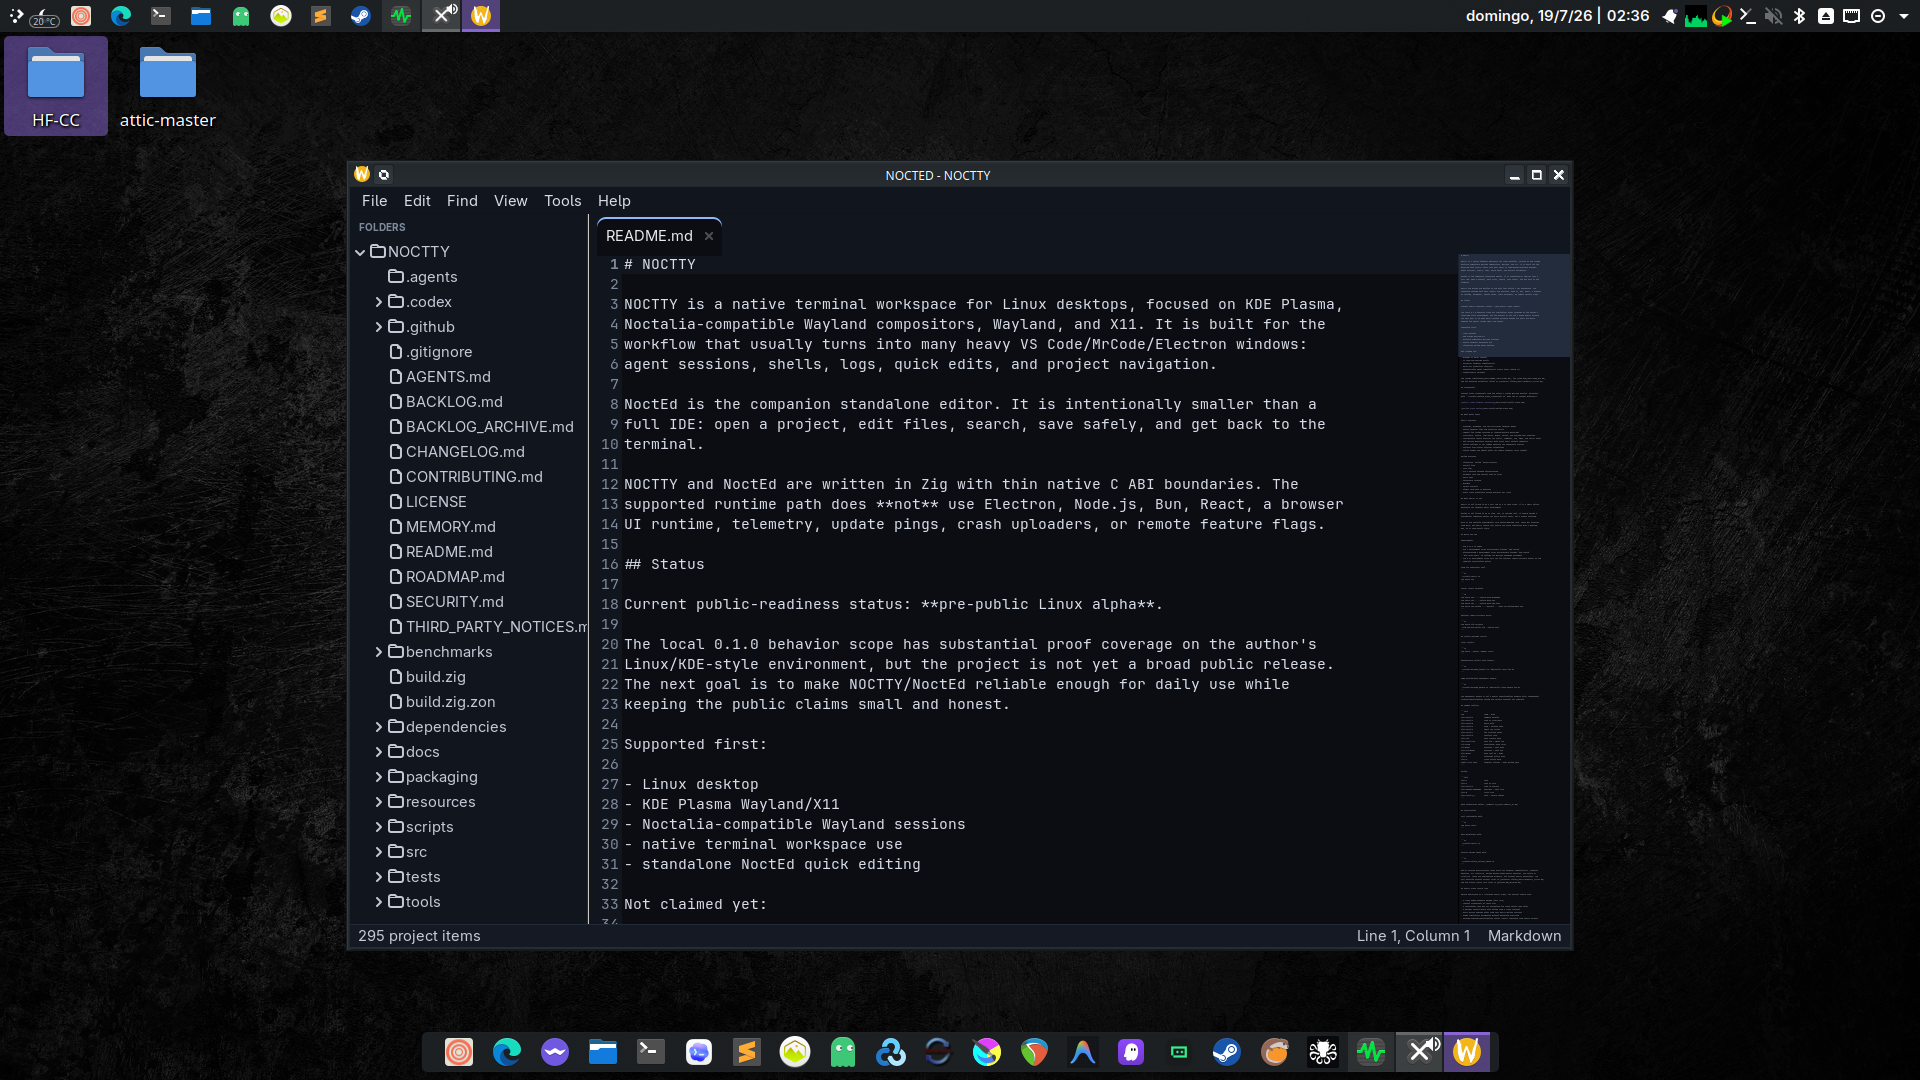 20 °C
domingo, 19/7/26 | 02:36
HF-CC
attic-master
NOCTED - NOCTTY
File Edit Find View Tools Help
FOLDERS
NOCTTY
.agents
.codex
.github
.gitignore
AGENTS.md
BACKLOG.md
BACKLOG_ARCHIVE.md
CHANGELOG.md
CONTRIBUTING.md
LICENSE
MEMORY.md
README.md
ROADMAP.md
SECURITY.md
THIRD_PARTY_NOTICES.m
benchmarks
build.zig
build.zig.zon
dependencies
docs
packaging
resources
scripts
src
tests
tools
README.md
1 # NOCTTY
2
3 NOCTTY is a native terminal workspace for Linux desktops, focused on KDE Plasma,
4 Noctalia-compatible Wayland compositors, Wayland, and X11. It is built for the
5 workflow that usually turns into many heavy VS Code/MrCode/Electron windows:
6 agent sessions, shells, logs, quick edits, and project navigation.
7
8 NoctEd is the companion standalone editor. It is intentionally smaller than a
9 full IDE: open a project, edit files, search, save safely, and get back to the
10 terminal.
11
12 NOCTTY and NoctEd are written in Zig with thin native C ABI boundaries. The
13 supported runtime path does **not** use Electron, Node.js, Bun, React, a browser
14 UI runtime, telemetry, update pings, crash uploaders, or remote feature flags.
15
16 ## Status
17
18 Current public-readiness status: **pre-public Linux alpha**.
19
20 The local 0.1.0 behavior scope has substantial proof coverage on the author's
21 Linux/KDE-style environment, but the project is not yet a broad public release.
22 The next goal is to make NOCTTY/NoctEd reliable enough for daily use while
23 keeping the public claims small and honest.
24
25 Supported first:
26
27 - Linux desktop
28 - KDE Plasma Wayland/X11
29 - Noctalia-compatible Wayland sessions
30 - native terminal workspace use
31 - standalone NoctEd quick editing
32
33 Not claimed yet:
34
295 project items
Line 1, Column 1 Markdown